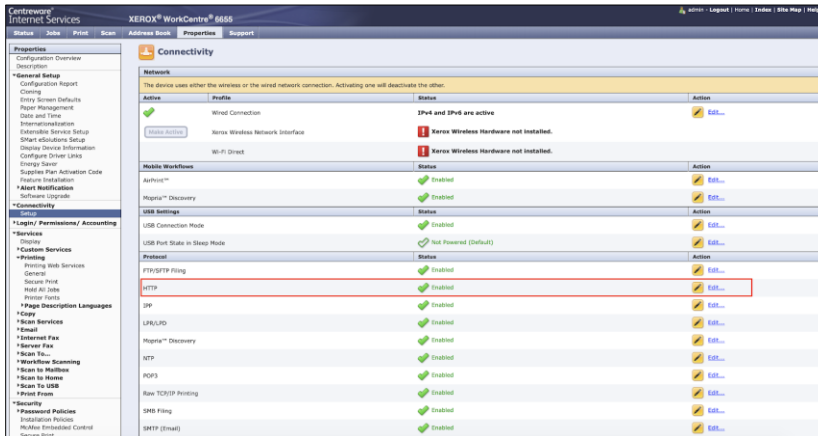 Centreware®
Internet Services
XEROX® WorkCentre® 6655
admin - Logout | Home | Index | Site Map | Help
Status Jobs Print Scan Address Book Properties Support
Properties
Configuration Overview
Description
General Setup
Configuration Report
Cloning
Entry Screen Defaults
Paper Management
Date and Time
Internationalization
Extensible Service Setup
SMart eSolutions Setup
Display Device Information
Configure Driver Links
Energy Saver
Supplies Plan Activation Code
Feature Installation
Alert Notification
Software Upgrade
Connectivity
Setup
Login/ Permissions/ Accounting
Services
Display
Custom Services
Printing
Printing Web Services
General
Secure Print
Hold All Jobs
Printer Fonts
Page Description Languages
Copy
Scan Services
Email
Internet Fax
Server Fax
Scan To...
Workflow Scanning
Scan to Mailbox
Scan to Home
Scan To USB
Print From
Security
Password Policies
Installation Policies
McAfee Embedded Control
Secure Print
Connectivity
Network
The device uses either the wireless or the wired network connection. Activating one will deactivate the other.
Active Profile Status Action
Wired Connection IPv4 and IPv6 are active Edit...
Make Active Xerox Wireless Network Interface Xerox Wireless Hardware not installed.
Wi-Fi Direct Xerox Wireless Hardware not installed.
Mobile Workflows Status Action
AirPrint™ Enabled Edit...
Mopria™ Discovery Enabled Edit...
USB Settings Status Action
USB Connection Mode Enabled Edit...
USB Port State in Sleep Mode Not Powered (Default) Edit...
Protocol Status Action
FTP/SFTP Filing Enabled Edit...
HTTP Enabled Edit...
IPP Enabled Edit...
LPR/LPD Enabled Edit...
Mopria™ Discovery Enabled Edit...
NTP Enabled Edit...
POP3 Enabled Edit...
Raw TCP/IP Printing Enabled Edit...
SMB Filing Enabled Edit...
SMTP (Email) Enabled Edit...